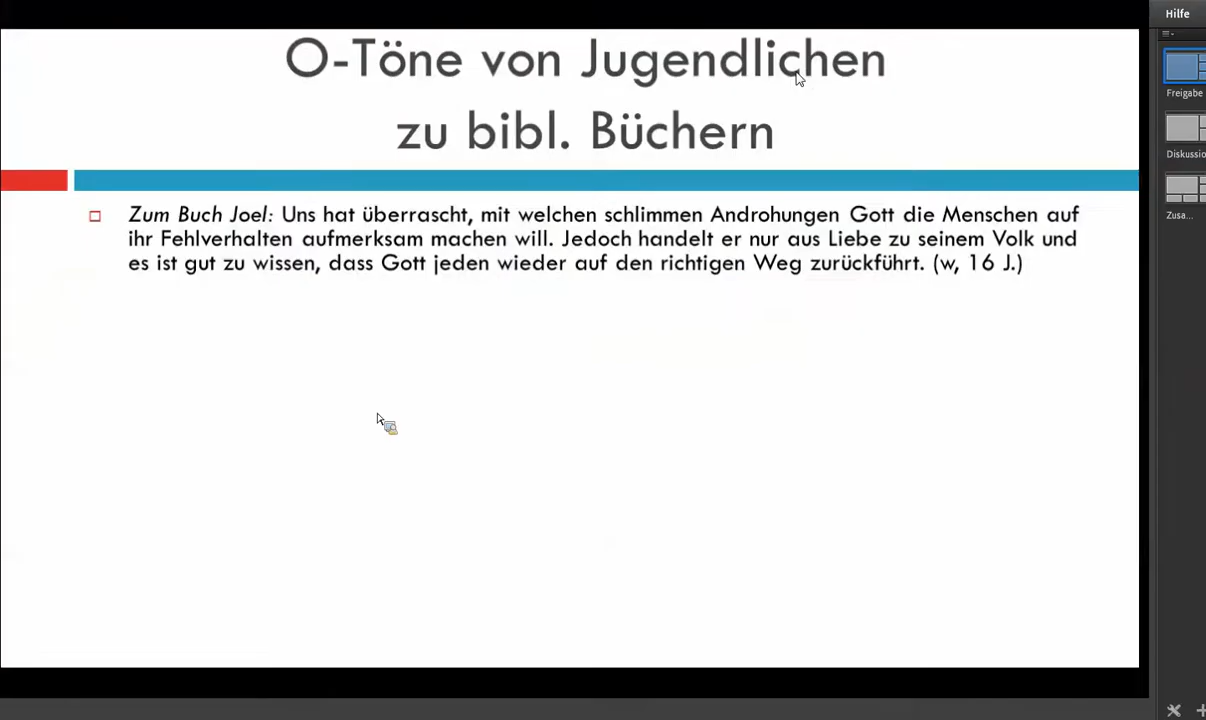 Hilfe
O-Töne von Jugendlichen
zu bibl. Büchern
Zum Buch Joel: Uns hat überrascht, mit welchen schlimmen Androhungen Gott die Menschen auf
ihr Fehlverhalten aufmerksam machen will. Jedoch handelt er nur aus Liebe zu seinem Volk und
es ist gut zu wissen, dass Gott jeden wieder auf den richtigen Weg zurückführt. (w, 16 J.)
Freigabe
Diskussio
Zusa...